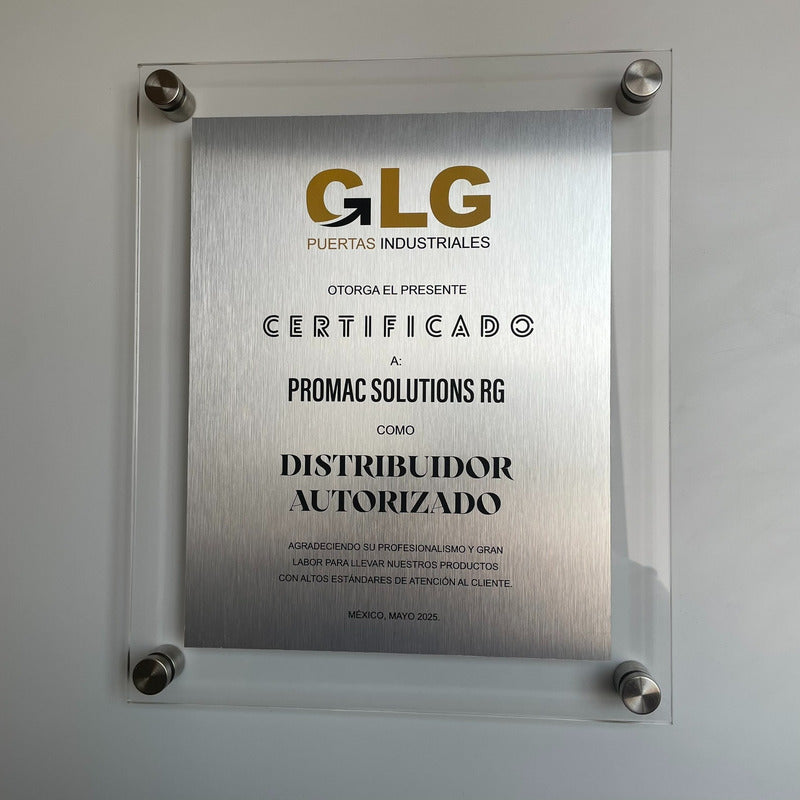 GLG
PUERTAS INDUSTRIALES
OTORGA EL PRESENTE
CERTIFICADO
A:
PROMAC SOLUTIONS RG
COMO
DISTRIBUIDOR
AUTORIZADO
AGRADECIENDO SU PROFESIONALISMO Y GRAN
LABOR PARA LLEVAR NUESTROS PRODUCTOS
CON ALTOS ESTÁNDARES DE ATENCIÓN AL CLIENTE.
MÉXICO, MAYO 2025.